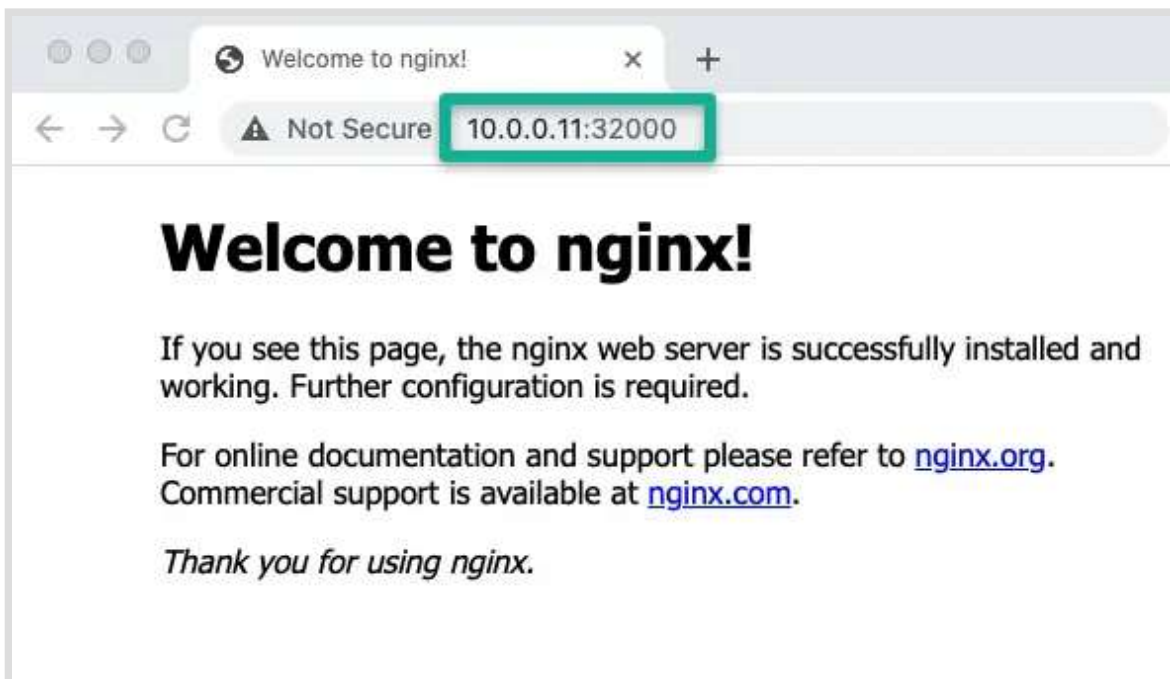 Welcome to nginx!
Not Secure 10.0.0.11:32000
Welcome to nginx!
If you see this page, the nginx web server is successfully installed and
working. Further configuration is required.
For online documentation and support please refer to nginx.org.
Commercial support is available at nginx.com.
Thank you for using nginx.